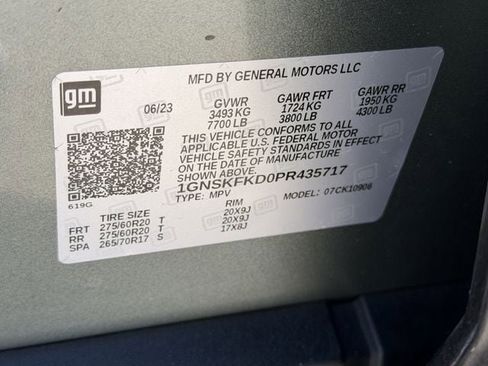 gm
MFD BY GENERAL MOTORS LLC
06/23 GVWR GAWR FRT GAWR RR
3493 KG 1724 KG 1950 KG
7700 LB 3800 LB 4300 LB
THIS VEHICLE CONFORMS TO ALL
APPLICABLE U.S. FEDERAL MOTOR
VEHICLE SAFETY STANDARDS IN EFFECT
ON THE DATE OF MANUFACTURE
SHOWN ABOVE.
1GNSKFKD0PR435717
619G TYPE: MPV MODEL: 07CK10906
TIRE SIZE RIM
FRT 275/60R20 T 20X9J
RR 275/60R20 T 20X9J
SPA 265/70R17 S 17X8J